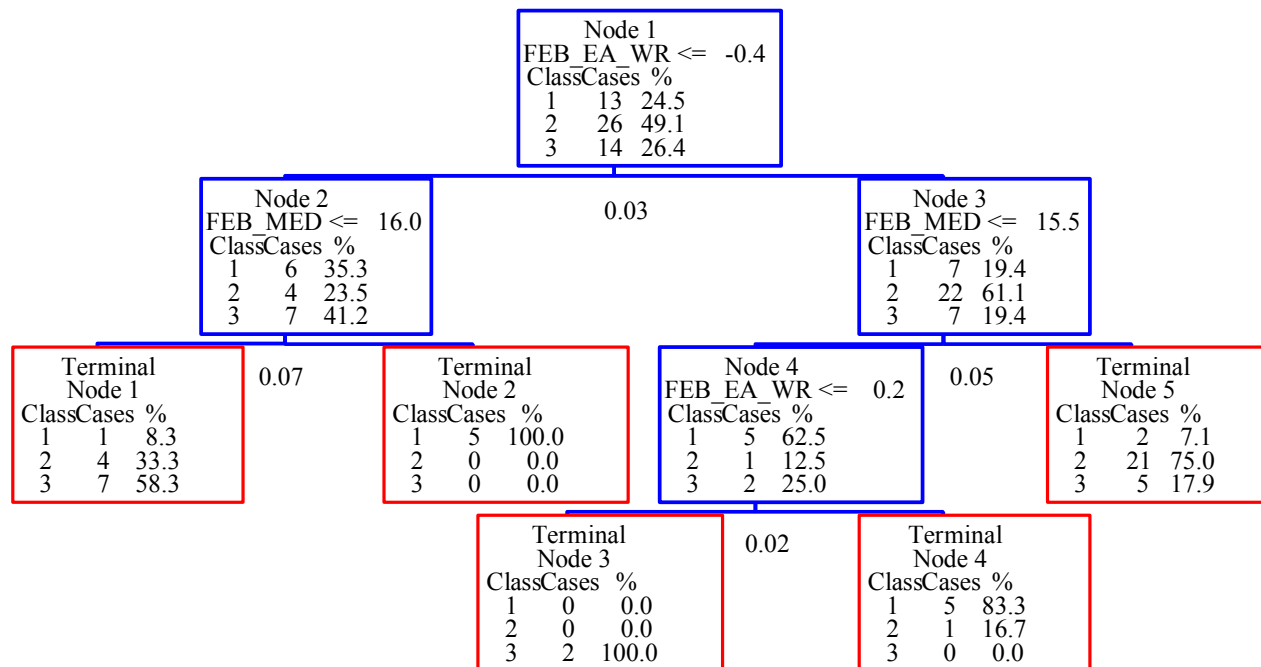 Node 1
FEB_EA_WR <= -0.4
ClassCases %
1 13 24.5
2 26 49.1
3 14 26.4
0.03
Node 2
FEB_MED <= 16.0
ClassCases %
1 6 35.3
2 4 23.5
3 7 41.2
Node 3
FEB_MED <= 15.5
ClassCases %
1 7 19.4
2 22 61.1
3 7 19.4
Terminal
Node 1
ClassCases %
1 1 8.3
2 4 33.3
3 7 58.3
0.07
Terminal
Node 2
ClassCases %
1 5 100.0
2 0 0.0
3 0 0.0
Node 4
FEB_EA_WR <= 0.2
ClassCases %
1 5 62.5
2 1 12.5
3 2 25.0
0.05
Terminal
Node 5
ClassCases %
1 2 7.1
2 21 75.0
3 5 17.9
Terminal
Node 3
ClassCases %
1 0 0.0
2 0 0.0
3 2 100.0
0.02
Terminal
Node 4
ClassCases %
1 5 83.3
2 1 16.7
3 0 0.0